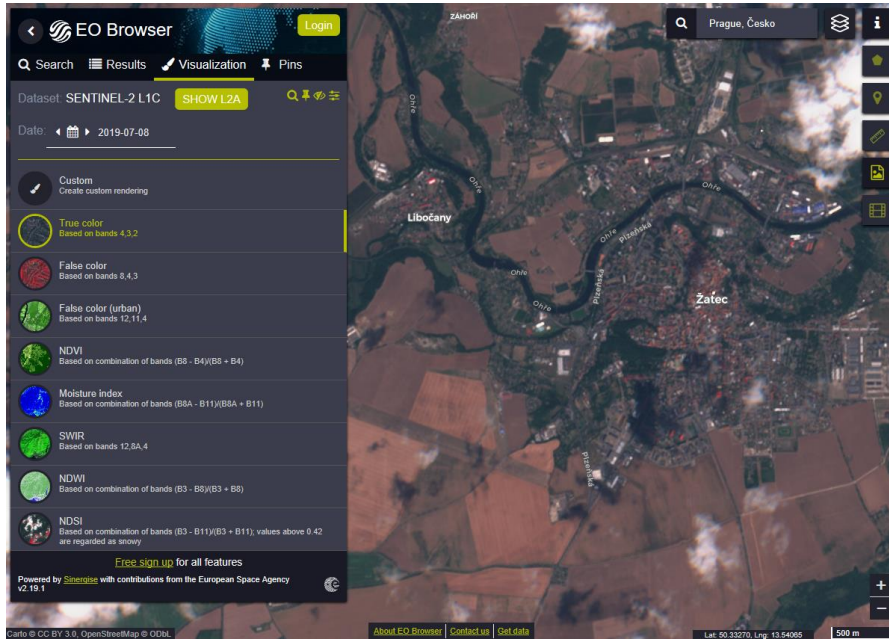 EO Browser
Login
Search
Results
Visualization
Pins
Dataset: SENTINEL-2 L1C
SHOW L2A
Date:
2019-07-08
Custom
Create custom rendering
True color
Based on bands 4,3,2
False color
Based on bands 8,4,3
False color (urban)
Based on bands 12,11,4
NDVI
Based on combination of bands (B8 - B4)/(B8 + B4)
Moisture index
Based on combination of bands (B8A - B11)/(B8A + B11)
SWIR
Based on bands 12,8A,4
NDWI
Based on combination of bands (B3 - B8)/(B3 + B8)
NDSI
Based on combination of bands (B3 - B11)/(B3 + B11); values above 0.42
are regarded as snowy
Free sign up for all features
Powered by Sinergise with contributions from the European Space Agency
v2.19.1
Carto © CC BY 3.0, OpenStreetMap © ODbL
ZÁHOŘÍ
Prague, Česko
i
Ohře
Ohře
Ohře
Libočany
Ohře
Plzeňská
Ohře
Plzeňská
Ohře
Žatec
Plzeňská
+
−
About EO Browser
Contact us
Get data
Lat: 50.33270, Lng: 13.54065
500 m